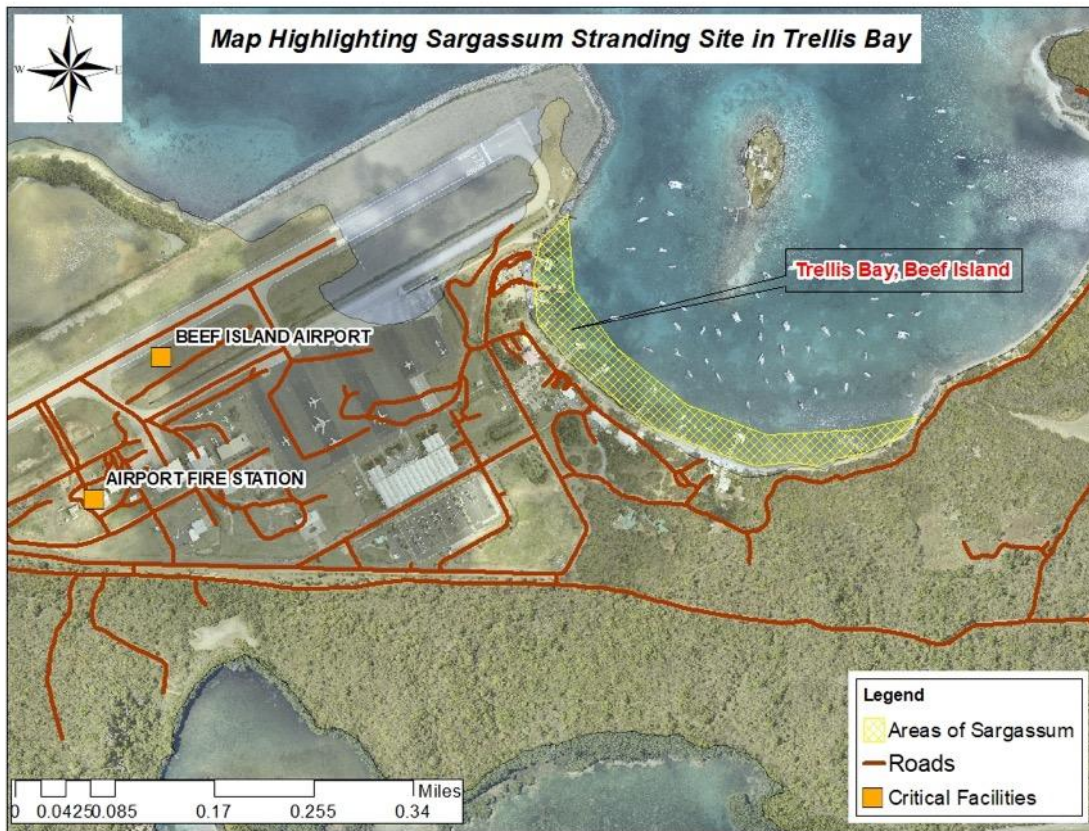 N
W E
S
Map Highlighting Sargassum Stranding Site in Trellis Bay
Trellis Bay, Beef Island
BEEF ISLAND AIRPORT
AIRPORT FIRE STATION
Legend
Areas of Sargassum
Roads
Critical Facilities
Miles
0 0.0425 0.085 0.17 0.255 0.34